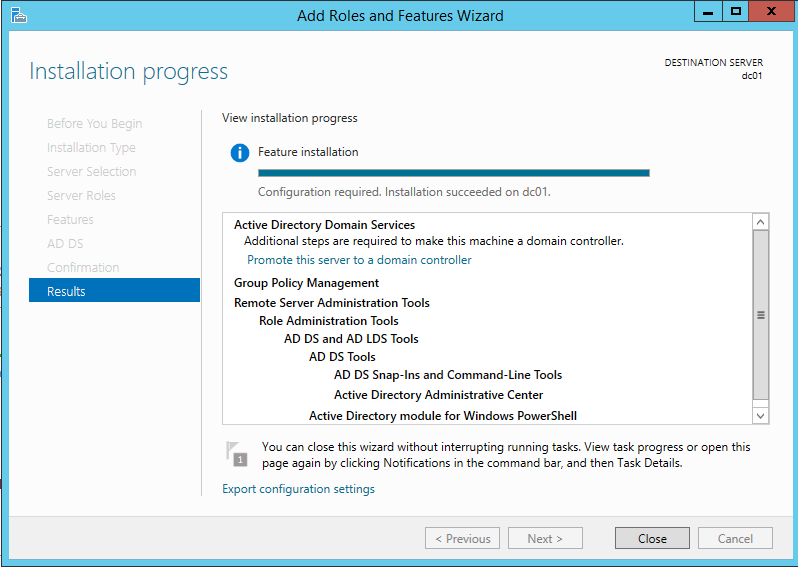 Add Roles and Features Wizard
Installation progress
DESTINATION SERVER
dc01
Before You Begin
Installation Type
Server Selection
Server Roles
Features
AD DS
Confirmation
Results
View installation progress
Feature installation
Configuration required. Installation succeeded on dc01.
Active Directory Domain Services
Additional steps are required to make this machine a domain controller.
Promote this server to a domain controller
Group Policy Management
Remote Server Administration Tools
Role Administration Tools
AD DS and AD LDS Tools
AD DS Tools
AD DS Snap-Ins and Command-Line Tools
Active Directory Administrative Center
Active Directory module for Windows PowerShell
1
You can close this wizard without interrupting running tasks. View task progress or open this
page again by clicking Notifications in the command bar, and then Task Details.
Export configuration settings
< Previous
Next >
Close
Cancel